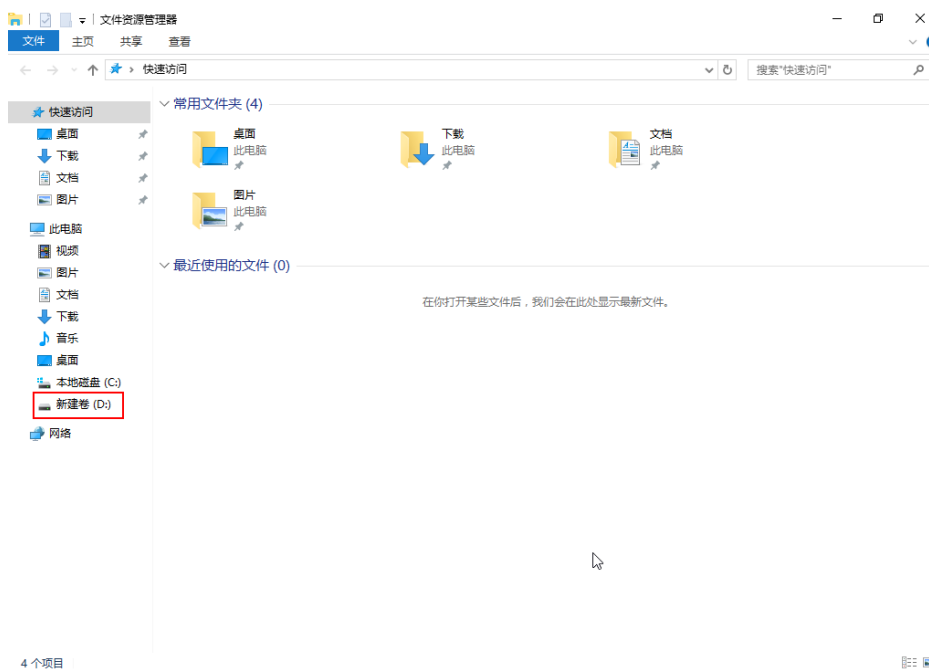 文件资源管理器
文件 主页 共享 查看
快速访问 搜索"快速访问"
快速访问
桌面
下载
文档
图片
此电脑
视频
图片
文档
下载
音乐
桌面
本地磁盘 (C:)
新建卷 (D:)
网络
常用文件夹 (4)
桌面
此电脑
下载
此电脑
文档
此电脑
图片
此电脑
最近使用的文件 (0)
在你打开某些文件后，我们会在此处显示最新文件。
4 个项目